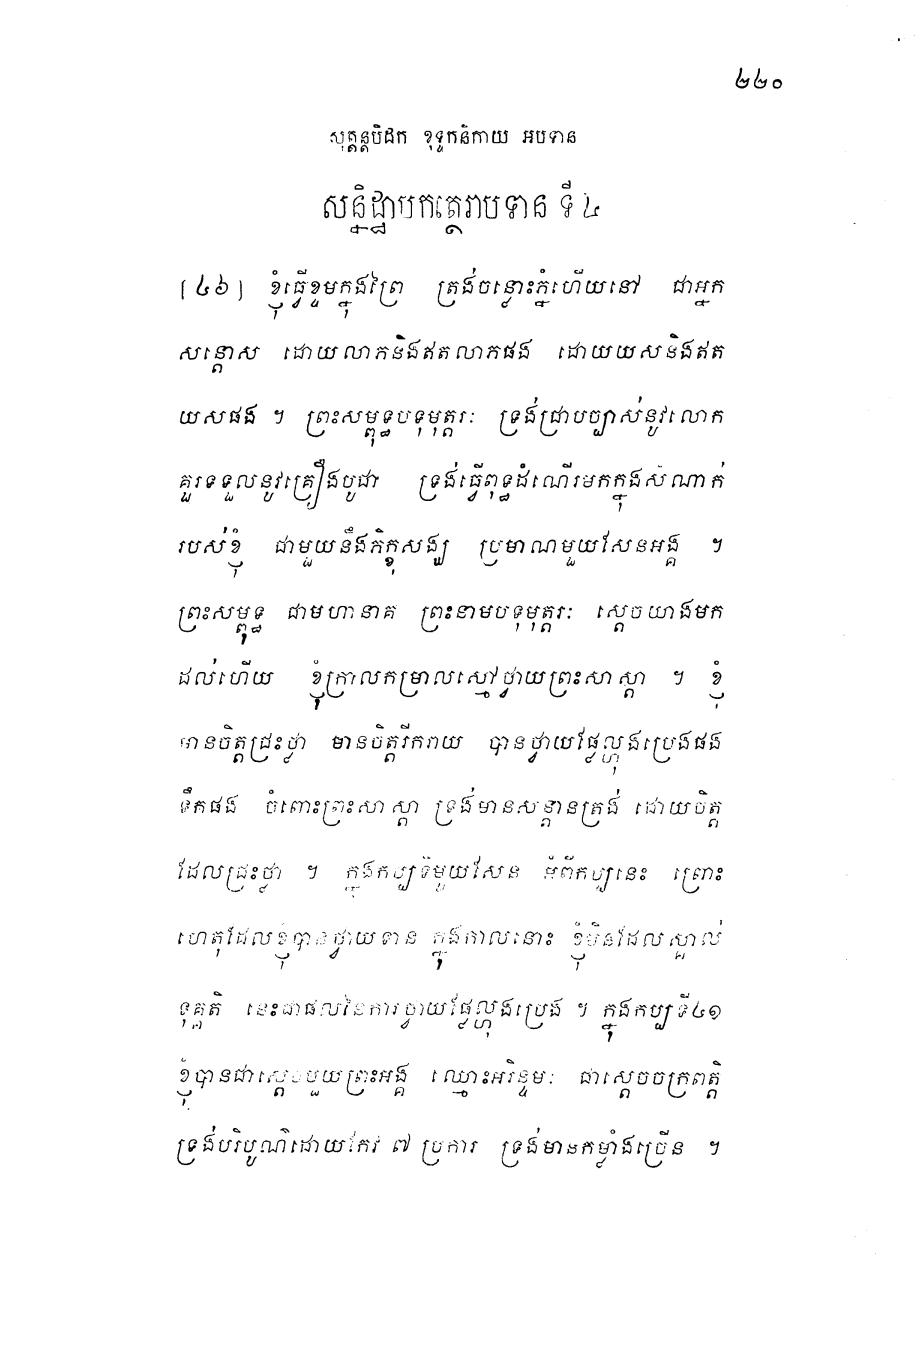 ២២០
សុត្តន្តបិដក ខុទ្ទកនិកាយ អបទាន
សន្និដ្ឋាបកត្ថេរាបទាន ទី៤
[៤៦] ខ្ញុំធ្វើខ្ទមក្នុងព្រៃ ត្រង់ចន្លោះភ្នំហើយនៅ ជាអ្នក
សន្តោស ដោយលាភនិងឥតលាភផង ដោយយសនិងឥត
យសផង ។ ព្រះសម្ពុទ្ធបទុមុត្តរៈ ទ្រង់ជ្រាបច្បាស់នូវលោក
គួរទទួលនូវគ្រឿងបូជា ទ្រង់ធ្វើពុទ្ធដំណើរមកក្នុងសំណាក់
របស់ខ្ញុំ ជាមួយនឹងភិក្ខុសង្ឃ ប្រមាណមួយសែនអង្គ ។
ព្រះសម្ពុទ្ធ ជាមហានាគ ព្រះនាមបទុមុត្តរៈ ស្តេចយាងមក
ដល់ហើយ ខ្ញុំក្រាលកម្រាលស្មៅថ្វាយព្រះសាស្តា ។ ខ្ញុំ
មានចិត្តជ្រះថ្លា មានចិត្តរីករាយ បានថ្វាយផ្លែល្ហុងប្រេងផង
ទឹកផង ចំពោះព្រះសាស្តា ទ្រង់មានសន្តានត្រង់ ដោយចិត្ត
ដែលជ្រះថ្លា ។ ក្នុងកប្បទីមួយសែន អំពីកប្បនេះ ព្រោះ
ហេតុដែលខ្ញុំបានថ្វាយទាន ក្នុងកាលនោះ ខ្ញុំមិនដែលស្គាល់
ទុគ្គតិ នេះជាផលនៃការថ្វាយផ្លែល្ហុងប្រេង ។ ក្នុងកប្បទី៤១
ខ្ញុំបានជាស្តេចមួយព្រះអង្គ ឈ្មោះអរិន្ទមៈ ជាស្តេចចក្រពត្តិ
ទ្រង់បរិបូណ៌ដោយកែវ ៧ ប្រការ ទ្រង់មានកម្លាំងច្រើន ។